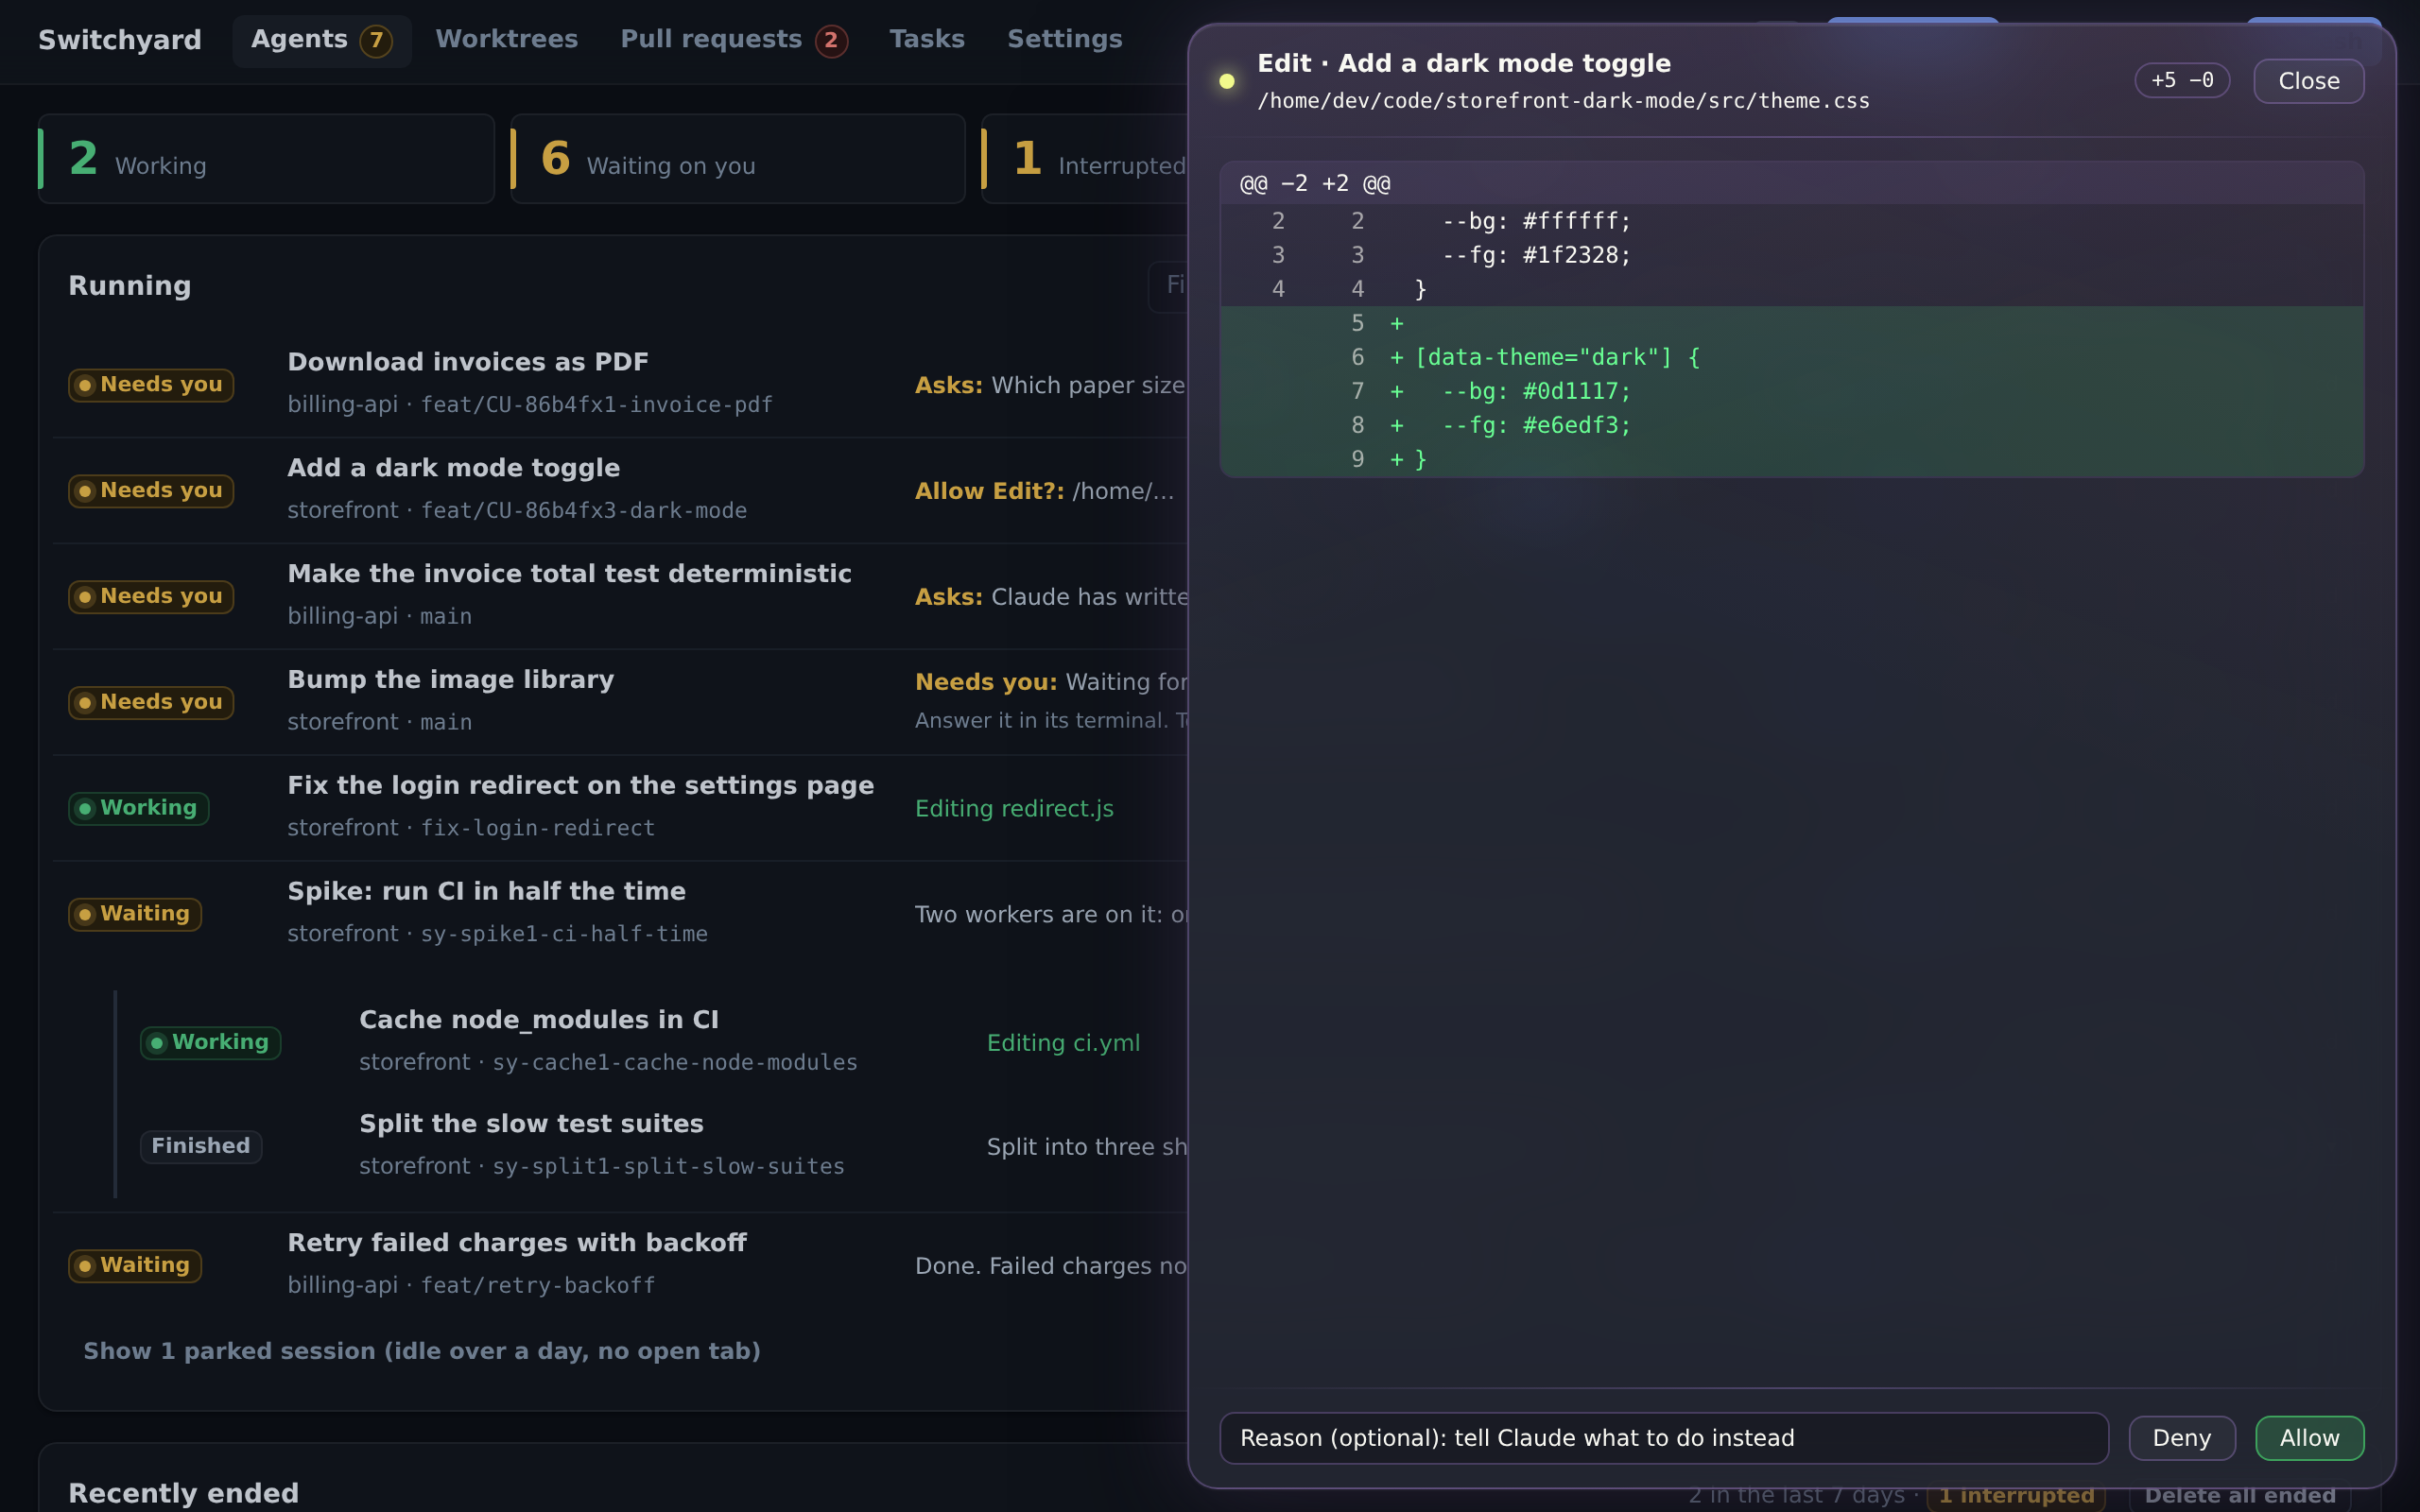 Switchyard Agents 7 Worktrees Pull requests 2 Tasks Settings
2 Working
6 Waiting on you
1 Interrupted
Running
Needs you
Download invoices as PDF
billing-api · feat/CU-86b4fx1-invoice-pdf
Asks: Which paper size
Needs you
Add a dark mode toggle
storefront · feat/CU-86b4fx3-dark-mode
Allow Edit?: /home/…
Needs you
Make the invoice total test deterministic
billing-api · main
Asks: Claude has writte
Needs you
Bump the image library
storefront · main
Needs you: Waiting for
Answer it in its terminal.
Working
Fix the login redirect on the settings page
storefront · fix-login-redirect
Editing redirect.js
Waiting
Spike: run CI in half the time
storefront · sy-spike1-ci-half-time
Two workers are on it:
Working
Cache node_modules in CI
storefront · sy-cache1-cache-node-modules
Editing ci.yml
Finished
Split the slow test suites
storefront · sy-split1-split-slow-suites
Split into three sh
Waiting
Retry failed charges with backoff
billing-api · feat/retry-backoff
Done. Failed charges no
Show 1 parked session (idle over a day, no open tab)
Recently ended
2 in the last 7 days · 1 interrupted Delete all ended
Edit · Add a dark mode toggle
/home/dev/code/storefront-dark-mode/src/theme.css
+5 −0
Close
@@ −2 +2 @@
2 2 --bg: #ffffff;
3 3 --fg: #1f2328;
4 4 }
5 +
6 + [data-theme="dark"] {
7 + --bg: #0d1117;
8 + --fg: #e6edf3;
9 + }
Reason (optional): tell Claude what to do instead
Deny
Allow